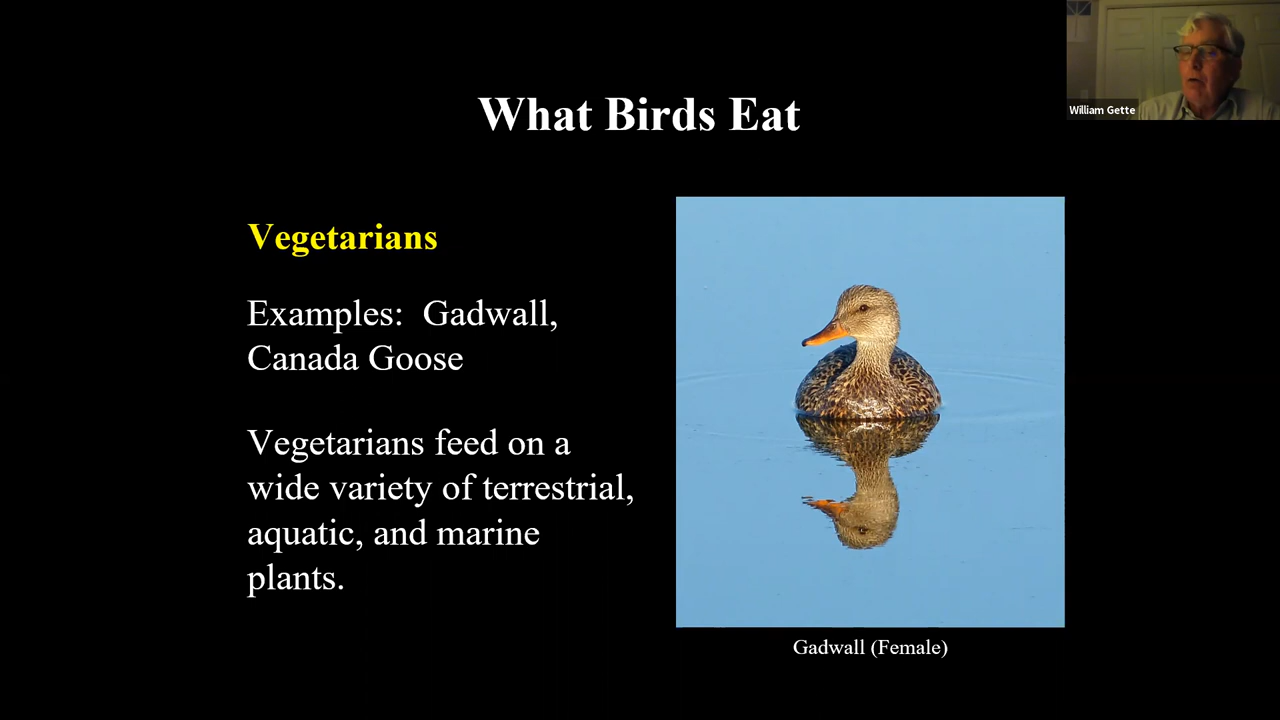 What Birds Eat
William Gette
Vegetarians
Examples:  Gadwall,
Canada Goose
Vegetarians feed on a
wide variety of terrestrial,
aquatic, and marine
plants.
Gadwall (Female)